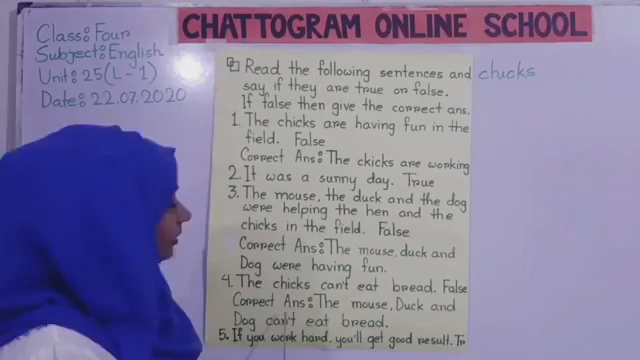 CHATTOGRAM ONLINE SCHOOL
Class: Four
Subject: English
Unit: 25 (L-1)
Date: 22.07.2020
Read the following sentences and
say if they are true or false.
If false then give the correct ans.
1. The chicks are having fun in the
field. False
Correct Ans: The ckicks are working
2. It was a sunny day. True
3. The mouse, the duck and the dog
were helping the hen and the
chicks in the field. False
Correct Ans: The mouse, duck and
Dog were having fun.
4. The chicks can't eat bread. False
Correct Ans: The mouse, Duck and
Dog can't eat bread.
5. If you work hard, you'll get good result. Tr
chucks